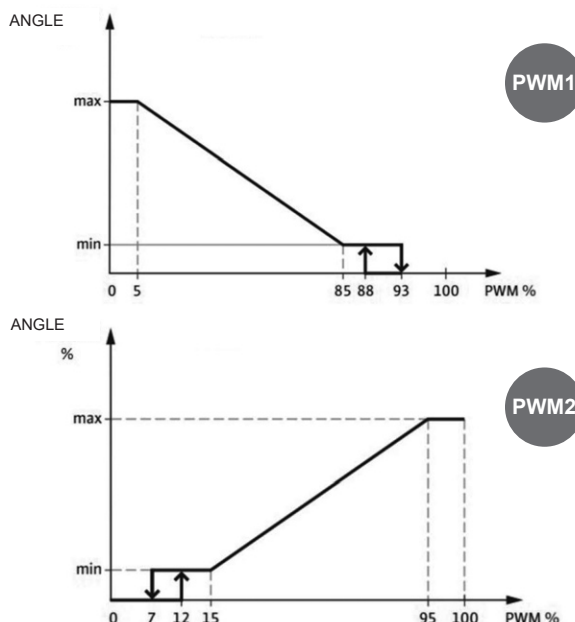 ANGLE
PWM1
max
min
0 5 85 88 93 100 PWM %
ANGLE
%
PWM2
max
min
0 7 12 15 95 100 PWM %